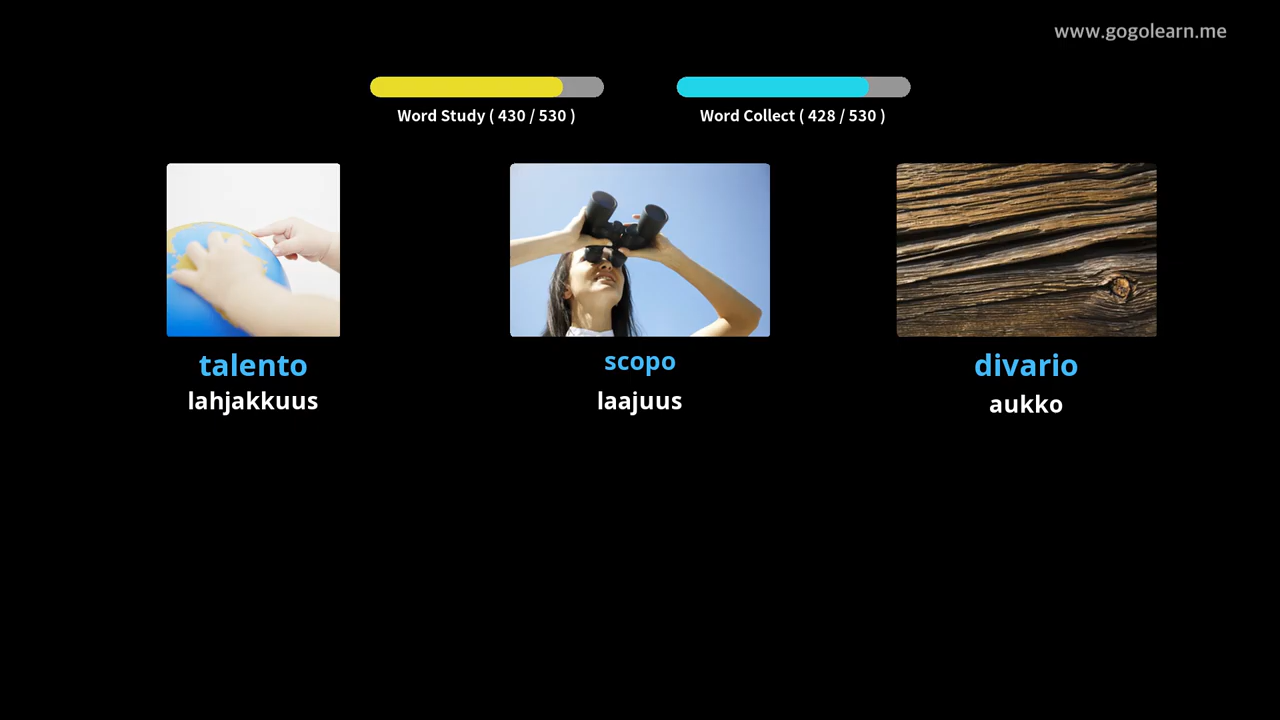 www.gogolearn.me
Word Study ( 430 / 530 )
Word Collect ( 428 / 530 )
talento
lahjakkuus
scopo
laajuus
divario
aukko